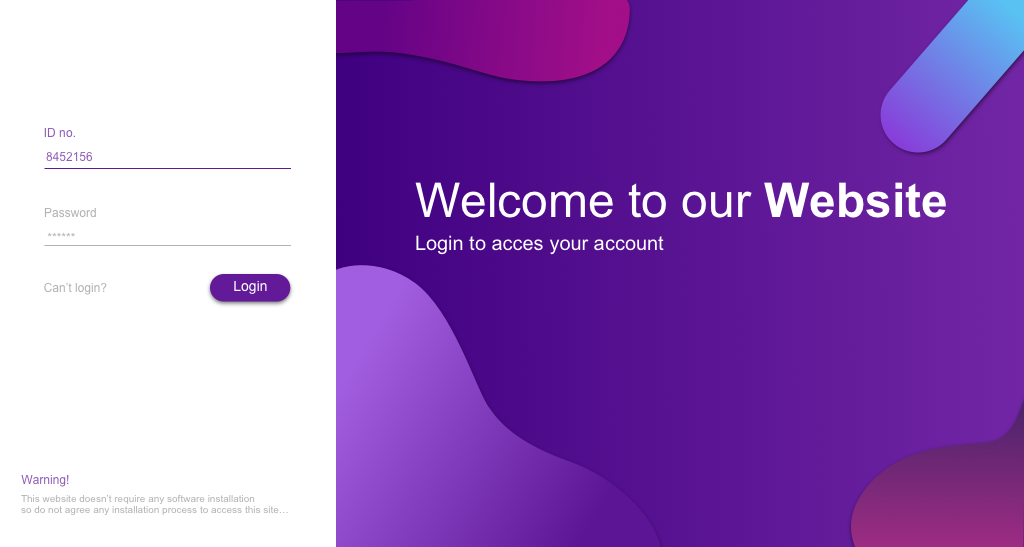 ID no.
8452156
Password
******
Can't login?
Login
Welcome to our Website
Login to acces your account
Warning!
This website doesn't require any software installation
so do not agree any installation process to access this site...